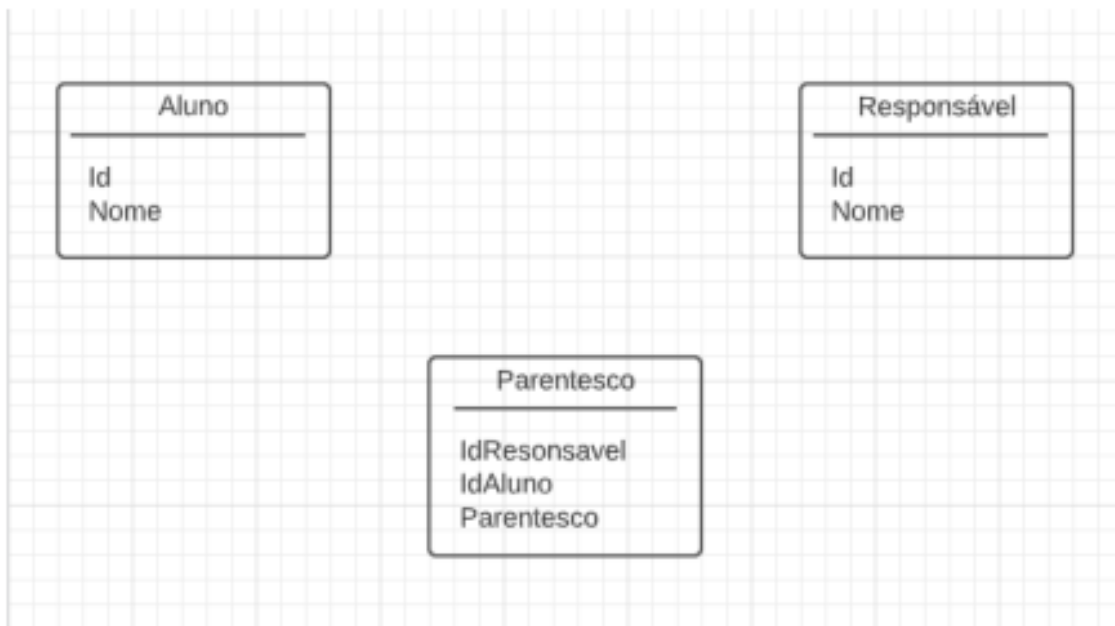 Aluno
Id
Nome
Responsável
Id
Nome
Parentesco
IdResonsavel
IdAluno
Parentesco